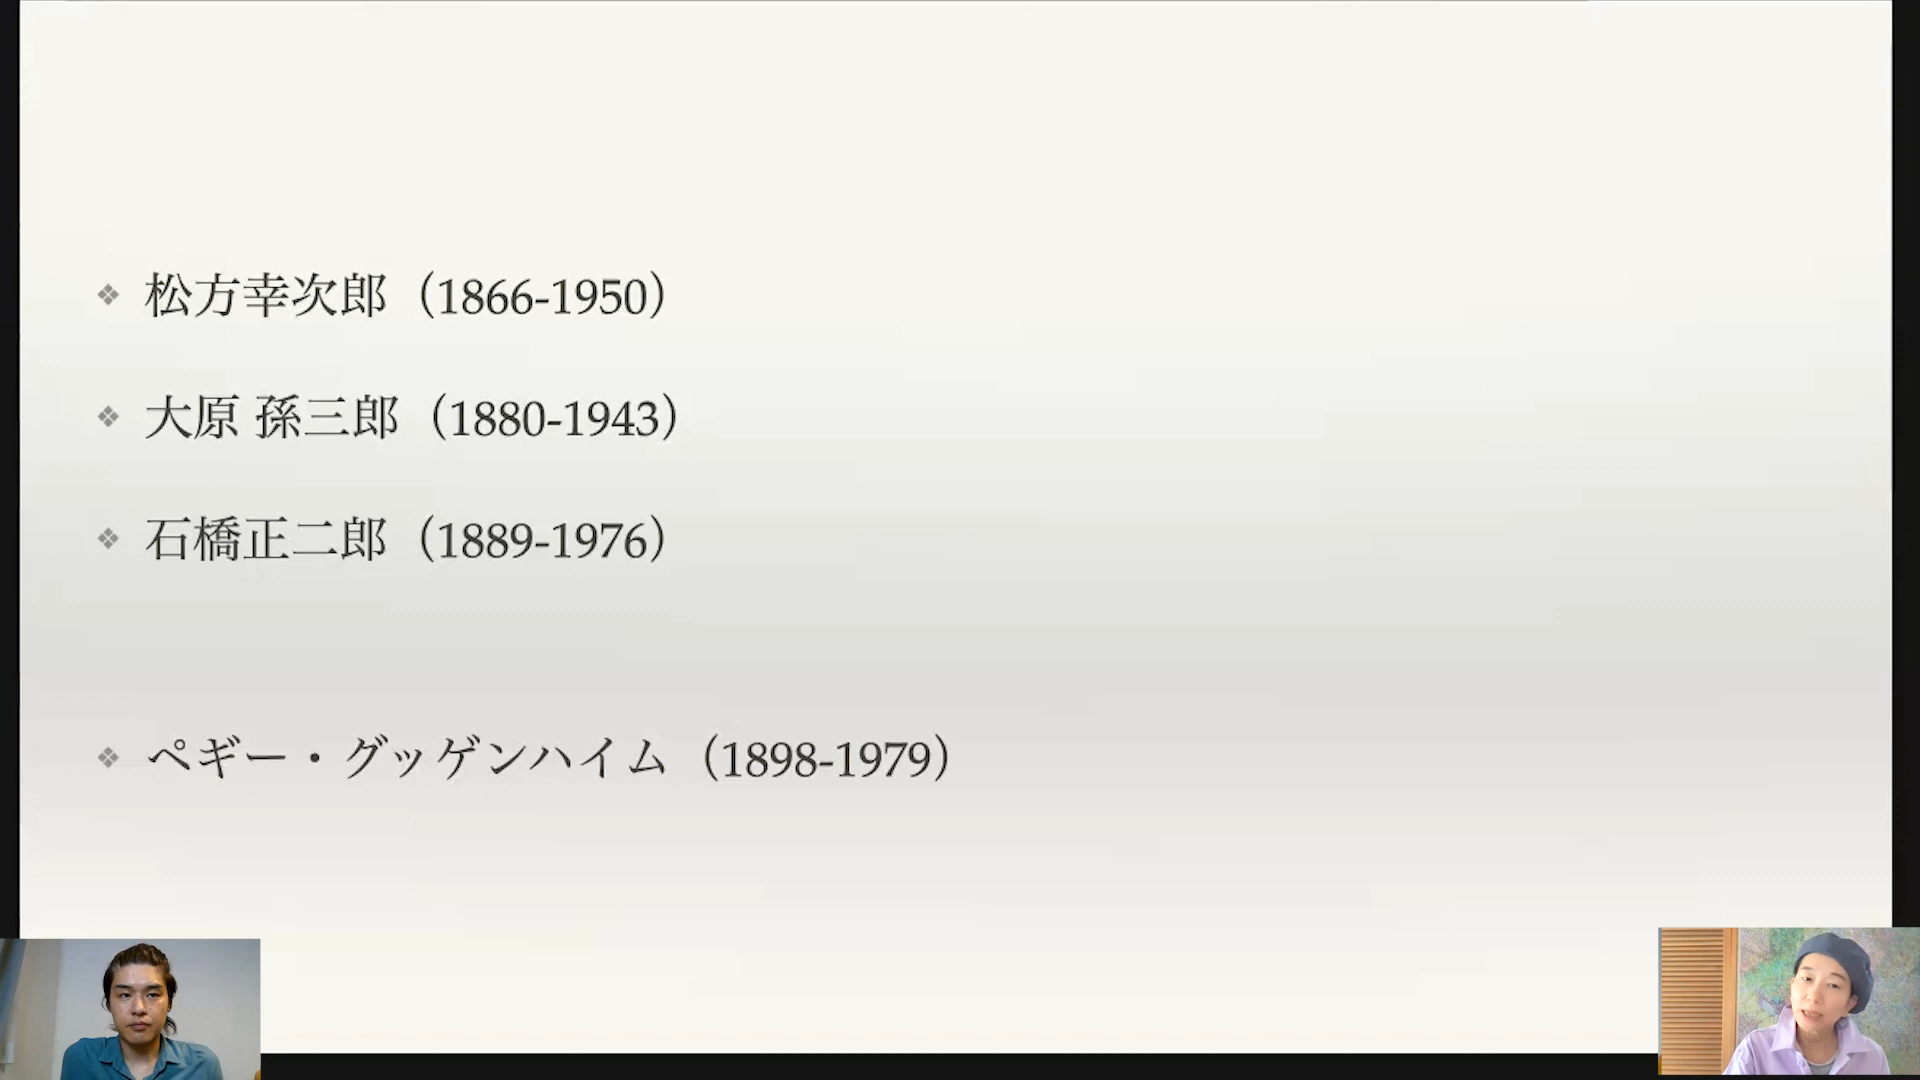 ❖ 松方幸次郎（1866-1950）
❖ 大原 孫三郎（1880-1943）
❖ 石橋正二郎（1889-1976）
❖ ペギー・グッゲンハイム（1898-1979）